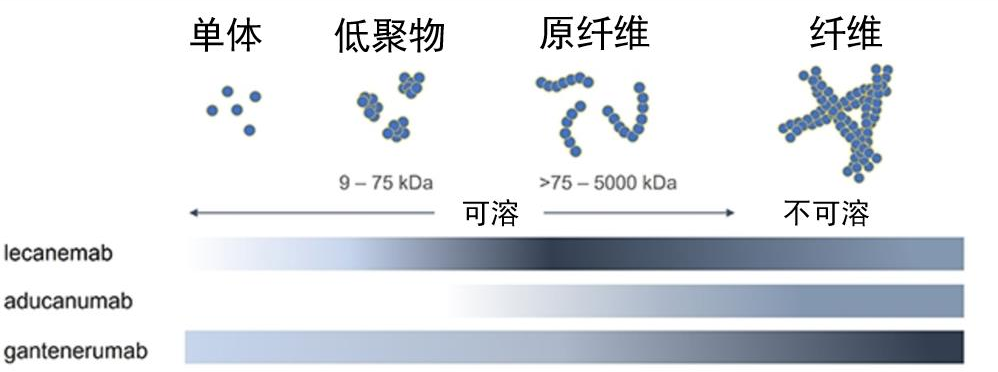 单体 低聚物 原纤维 纤维
9 – 75 kDa >75 – 5000 kDa
可溶 不可溶
lecanemab
aducanumab
gantenerumab